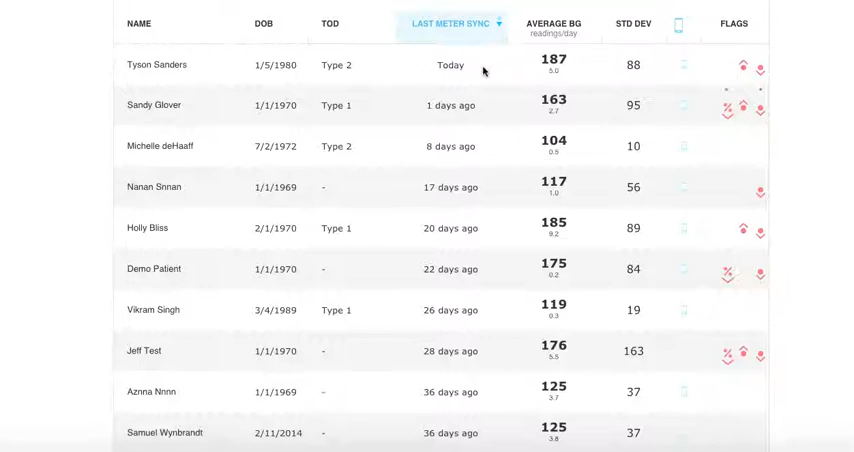 NAME DOB TOD LAST METER SYNC AVERAGE BG STD DEV FLAGS
readings/day
Tyson Sanders 1/5/1980 Type 2 Today 187 88
5.0
Sandy Glover 1/1/1970 Type 1 1 days ago 163 95
2.7
Michelle deHaaff 7/2/1972 Type 2 8 days ago 104 10
0.5
Nanan Snnan 1/1/1969 - 17 days ago 117 56
1.0
Holly Bliss 2/1/1970 Type 1 20 days ago 185 89
9.2
Demo Patient 1/1/1970 - 22 days ago 175 84
0.2
Vikram Singh 3/4/1989 Type 1 26 days ago 119 19
0.3
Jeff Test 1/1/1970 - 28 days ago 176 163
5.5
Aznna Nnnn 1/1/1969 - 36 days ago 125 37
3.7
Samuel Wynbrandt 2/11/2014 - 36 days ago 125 37
3.8